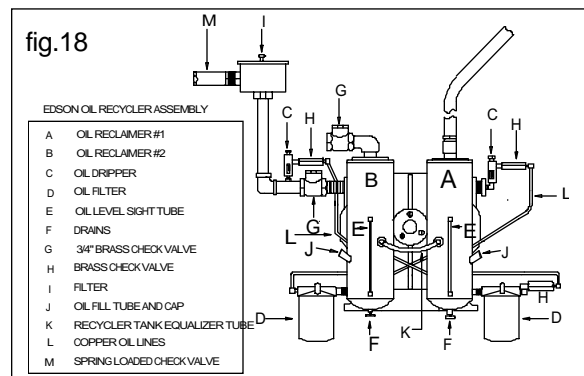 fig.18
M
I
G
C
H
C
H
EDSON OIL RECYCLER ASSEMBLY
A OIL RECLAIMER #1
B OIL RECLAIMER #2
C OIL DRIPPER
D OIL FILTER
E OIL LEVEL SIGHT TUBE
F DRAINS
G 3/4" BRASS CHECK VALVE
H BRASS CHECK VALVE
I FILTER
J OIL FILL TUBE AND CAP
K RECYCLER TANK EQUALIZER TUBE
L COPPER OIL LINES
M SPRING LOADED CHECK VALVE
B
A
L
G
E
E
L
J
J
H
D
D
K
F
F